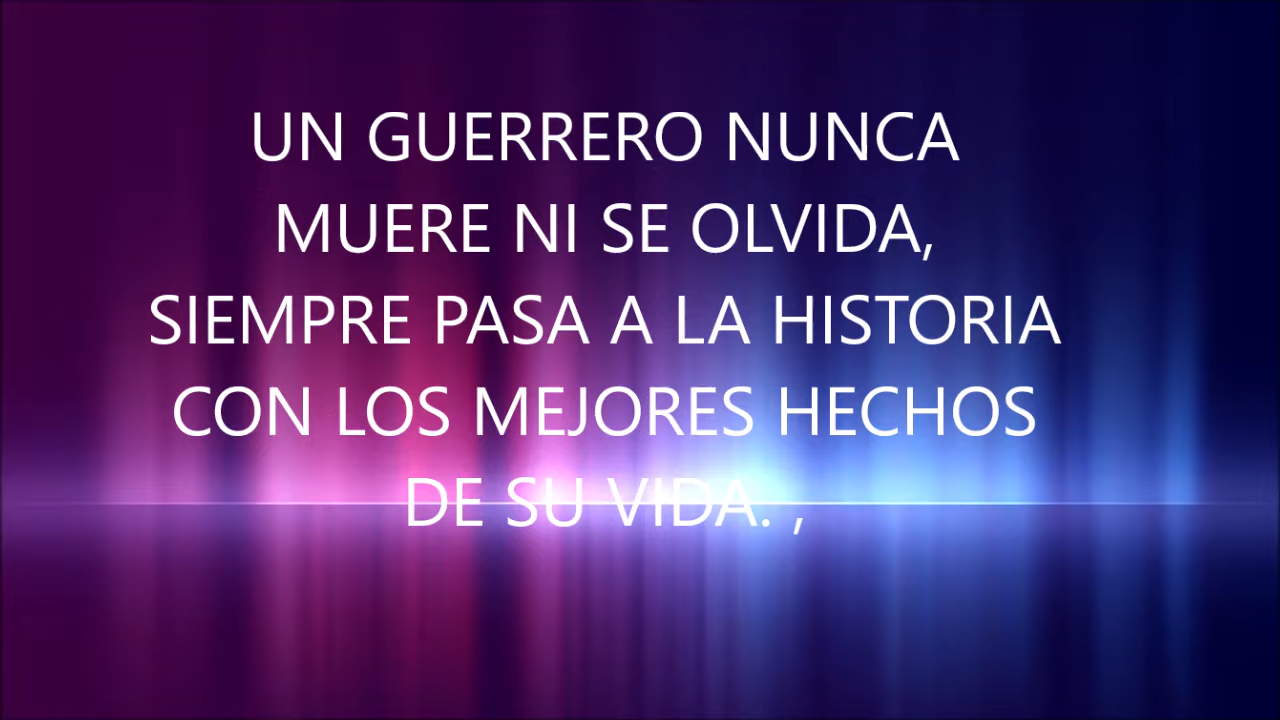 UN GUERRERO NUNCA
MUERE NI SE OLVIDA,
SIEMPRE PASA A LA HISTORIA
CON LOS MEJORES HECHOS
DE SU VIDA. ,